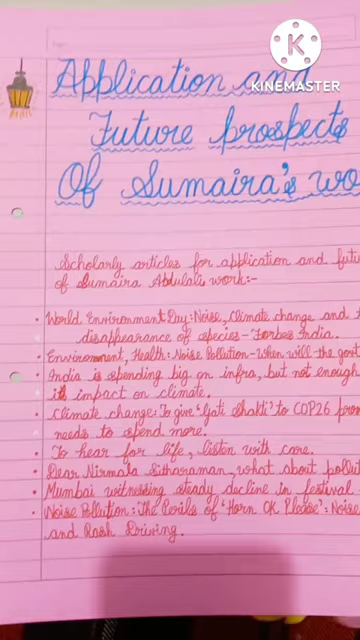 KINEMASTER
Application and
Future prospects
Of Sumaira's
Scholarly articles for application and
of Sumaira Abdulali work:-
World Environment Day: Noise, Climate change and
disappearance of species - Forbes India.
Environment, Health: Noise Pollution - When will the govt
India is spending big on infra, but not enough
its impact on climate.
Climate change: To give 'Gati Shakti' to COP26
needs to spend more.
To hear for life, listen with care.
Dear Nirmala Sitharaman, what about
Mumbai witnessing steady decline in festival
Noise Pollution: The Perils of 'Horn Ok Please': Noise
and Rash Driving.